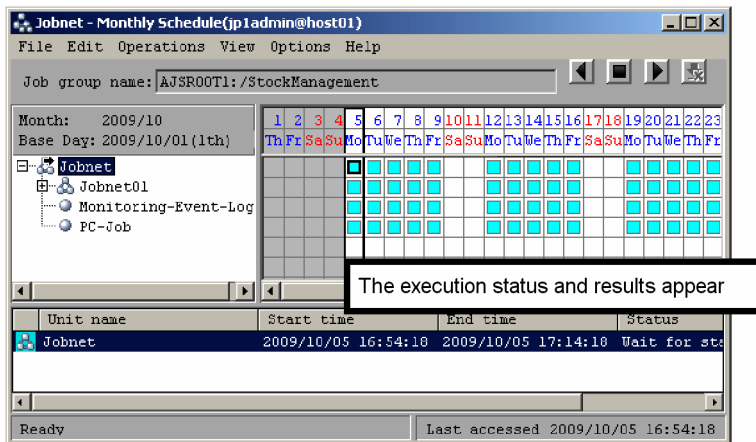 Jobnet - Monthly Schedule(jp1admin@host01)
File Edit Operations View Options Help
Job group name: AJSROOT1:/StockManagement
Month: 2009/10
Base Day: 2009/10/01(1th)
1 2 3 4 5 6 7 8 9 10 11 12 13 14 15 16 17 18 19 20 21 22 23
Th Fr Sa Su Mo Tu We Th Fr Sa Su Mo Tu We Th Fr Sa Su Mo Tu We Th Fr
Jobnet
Jobnet01
Monitoring-Event-Log
PC-Job
The execution status and results appear
Unit name Start time End time Status
Jobnet 2009/10/05 16:54:18 2009/10/05 17:14:18 Wait for sta
Ready Last accessed 2009/10/05 16:54:18